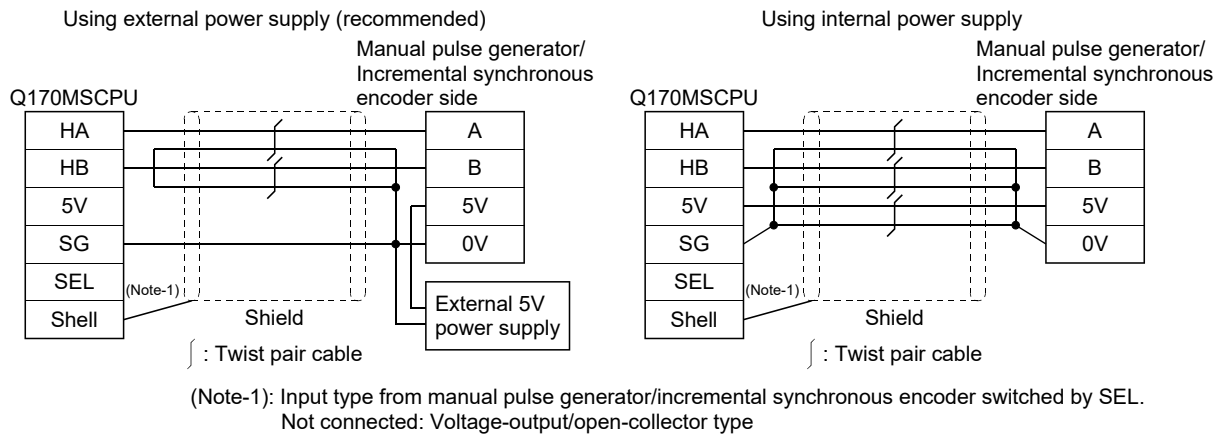 Using external power supply (recommended)
Manual pulse generator/
Incremental synchronous
encoder side
Q170MSCPU
HA
HB
5V
SG
SEL
Shell
(Note-1)
Shield
A
B
5V
0V
External 5V
power supply
: Twist pair cable
Using internal power supply
Manual pulse generator/
Incremental synchronous
encoder side
Q170MSCPU
HA
HB
5V
SG
SEL
Shell
(Note-1)
Shield
A
B
5V
0V
: Twist pair cable
(Note-1): Input type from manual pulse generator/incremental synchronous encoder switched by SEL.
Not connected: Voltage-output/open-collector type